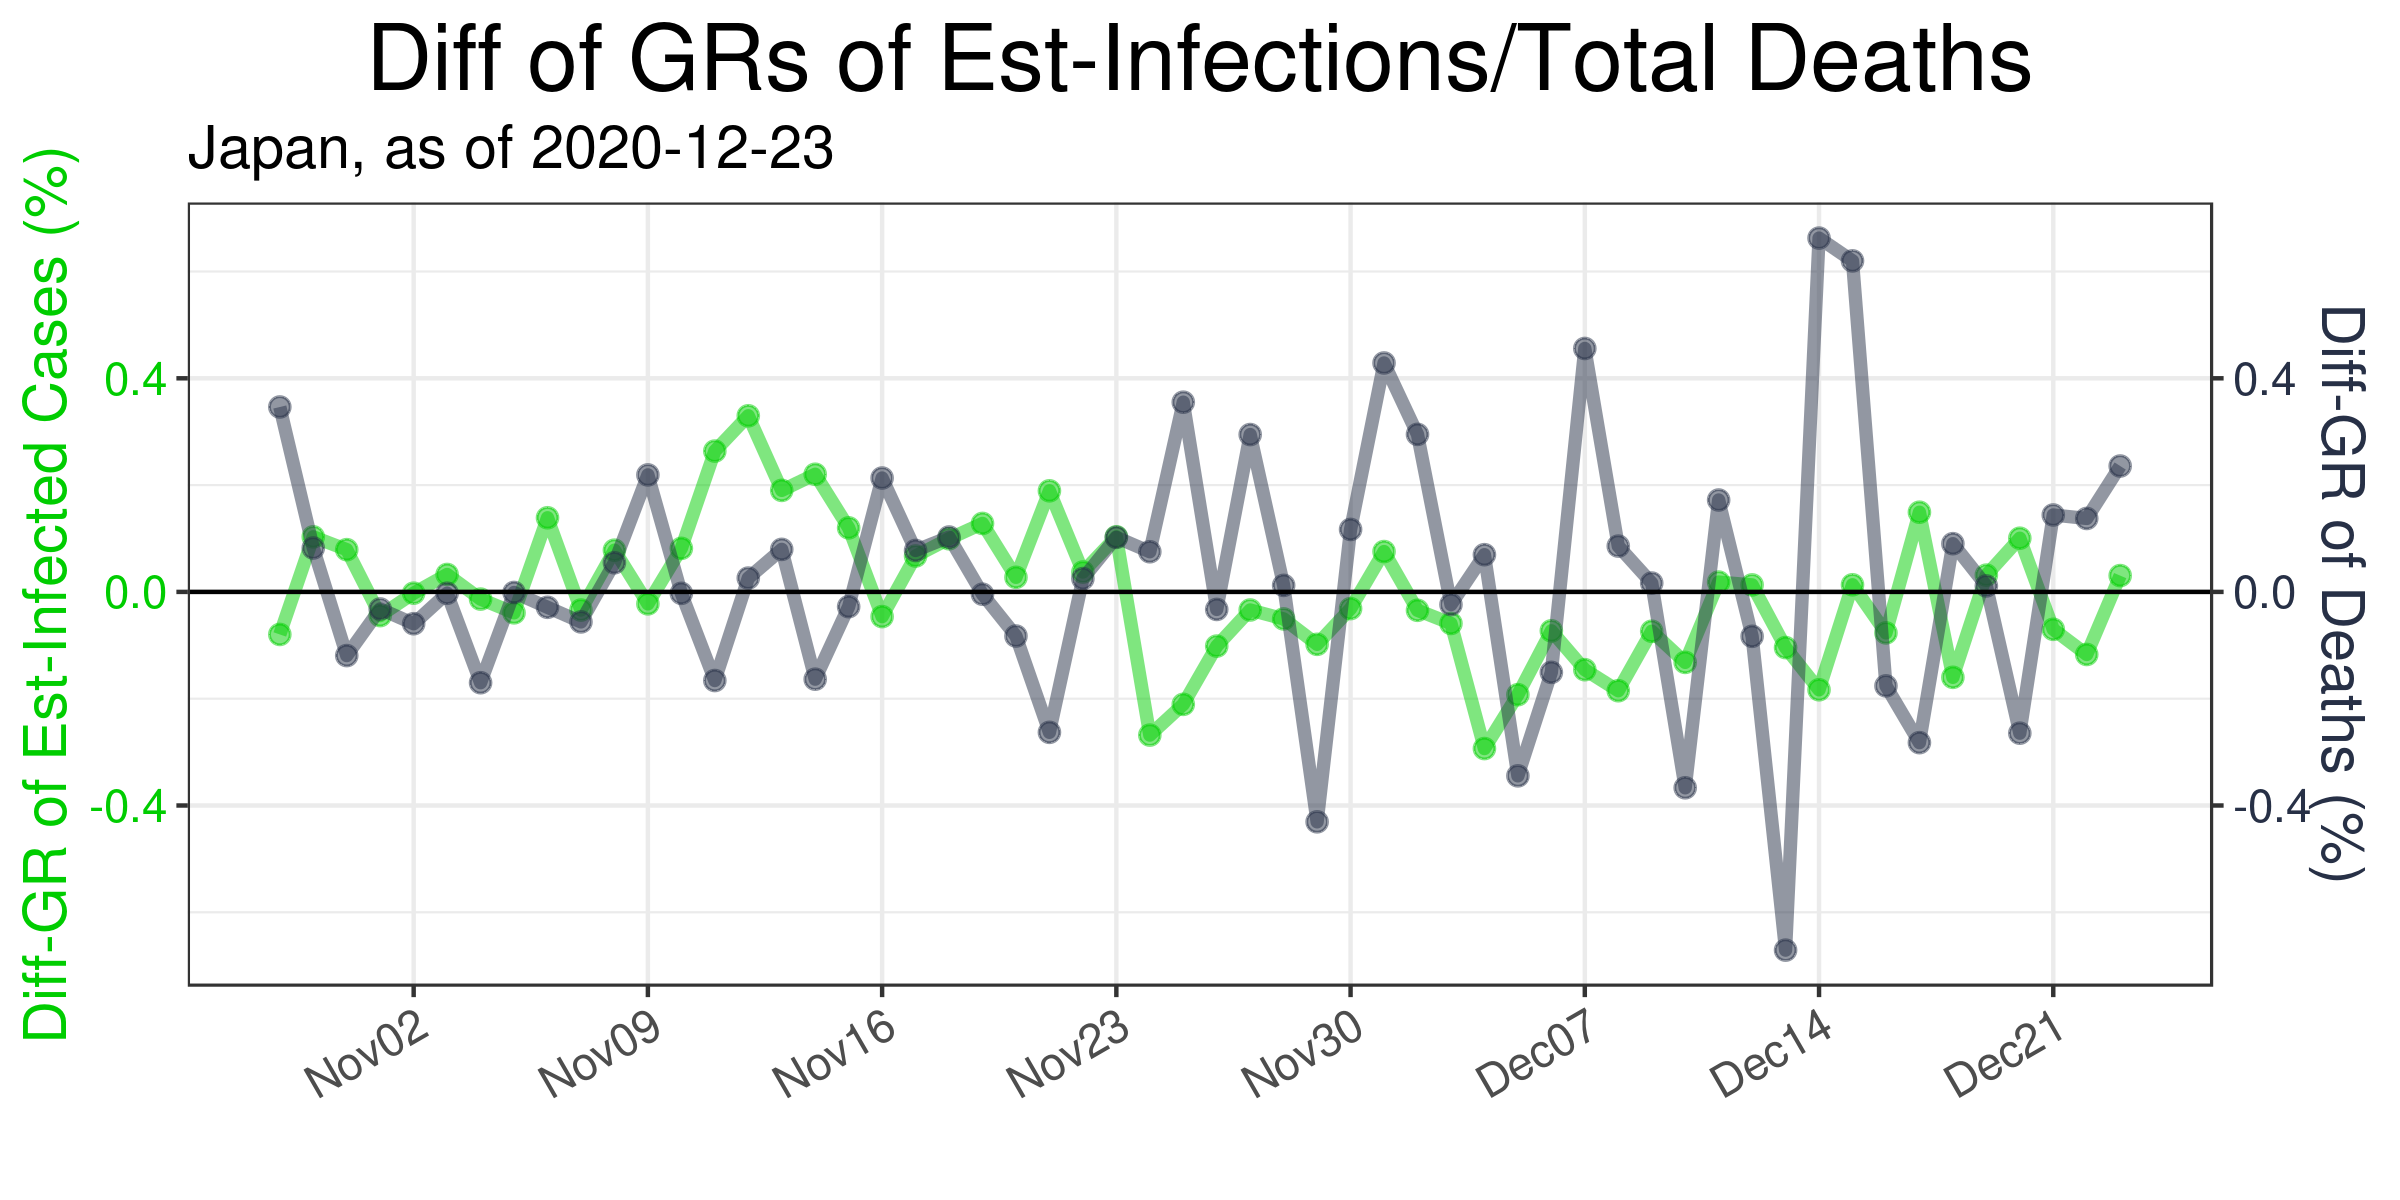 Diff of GRs of Est-Infections/Total Deaths
Japan, as of 2020-12-23
Diff-GR of Est-Infected Cases (%)
0.4
0.0
-0.4
0.4
0.0
-0.4
Diff-GR of Deaths (%)
Nov02
Nov09
Nov16
Nov23
Nov30
Dec07
Dec14
Dec21